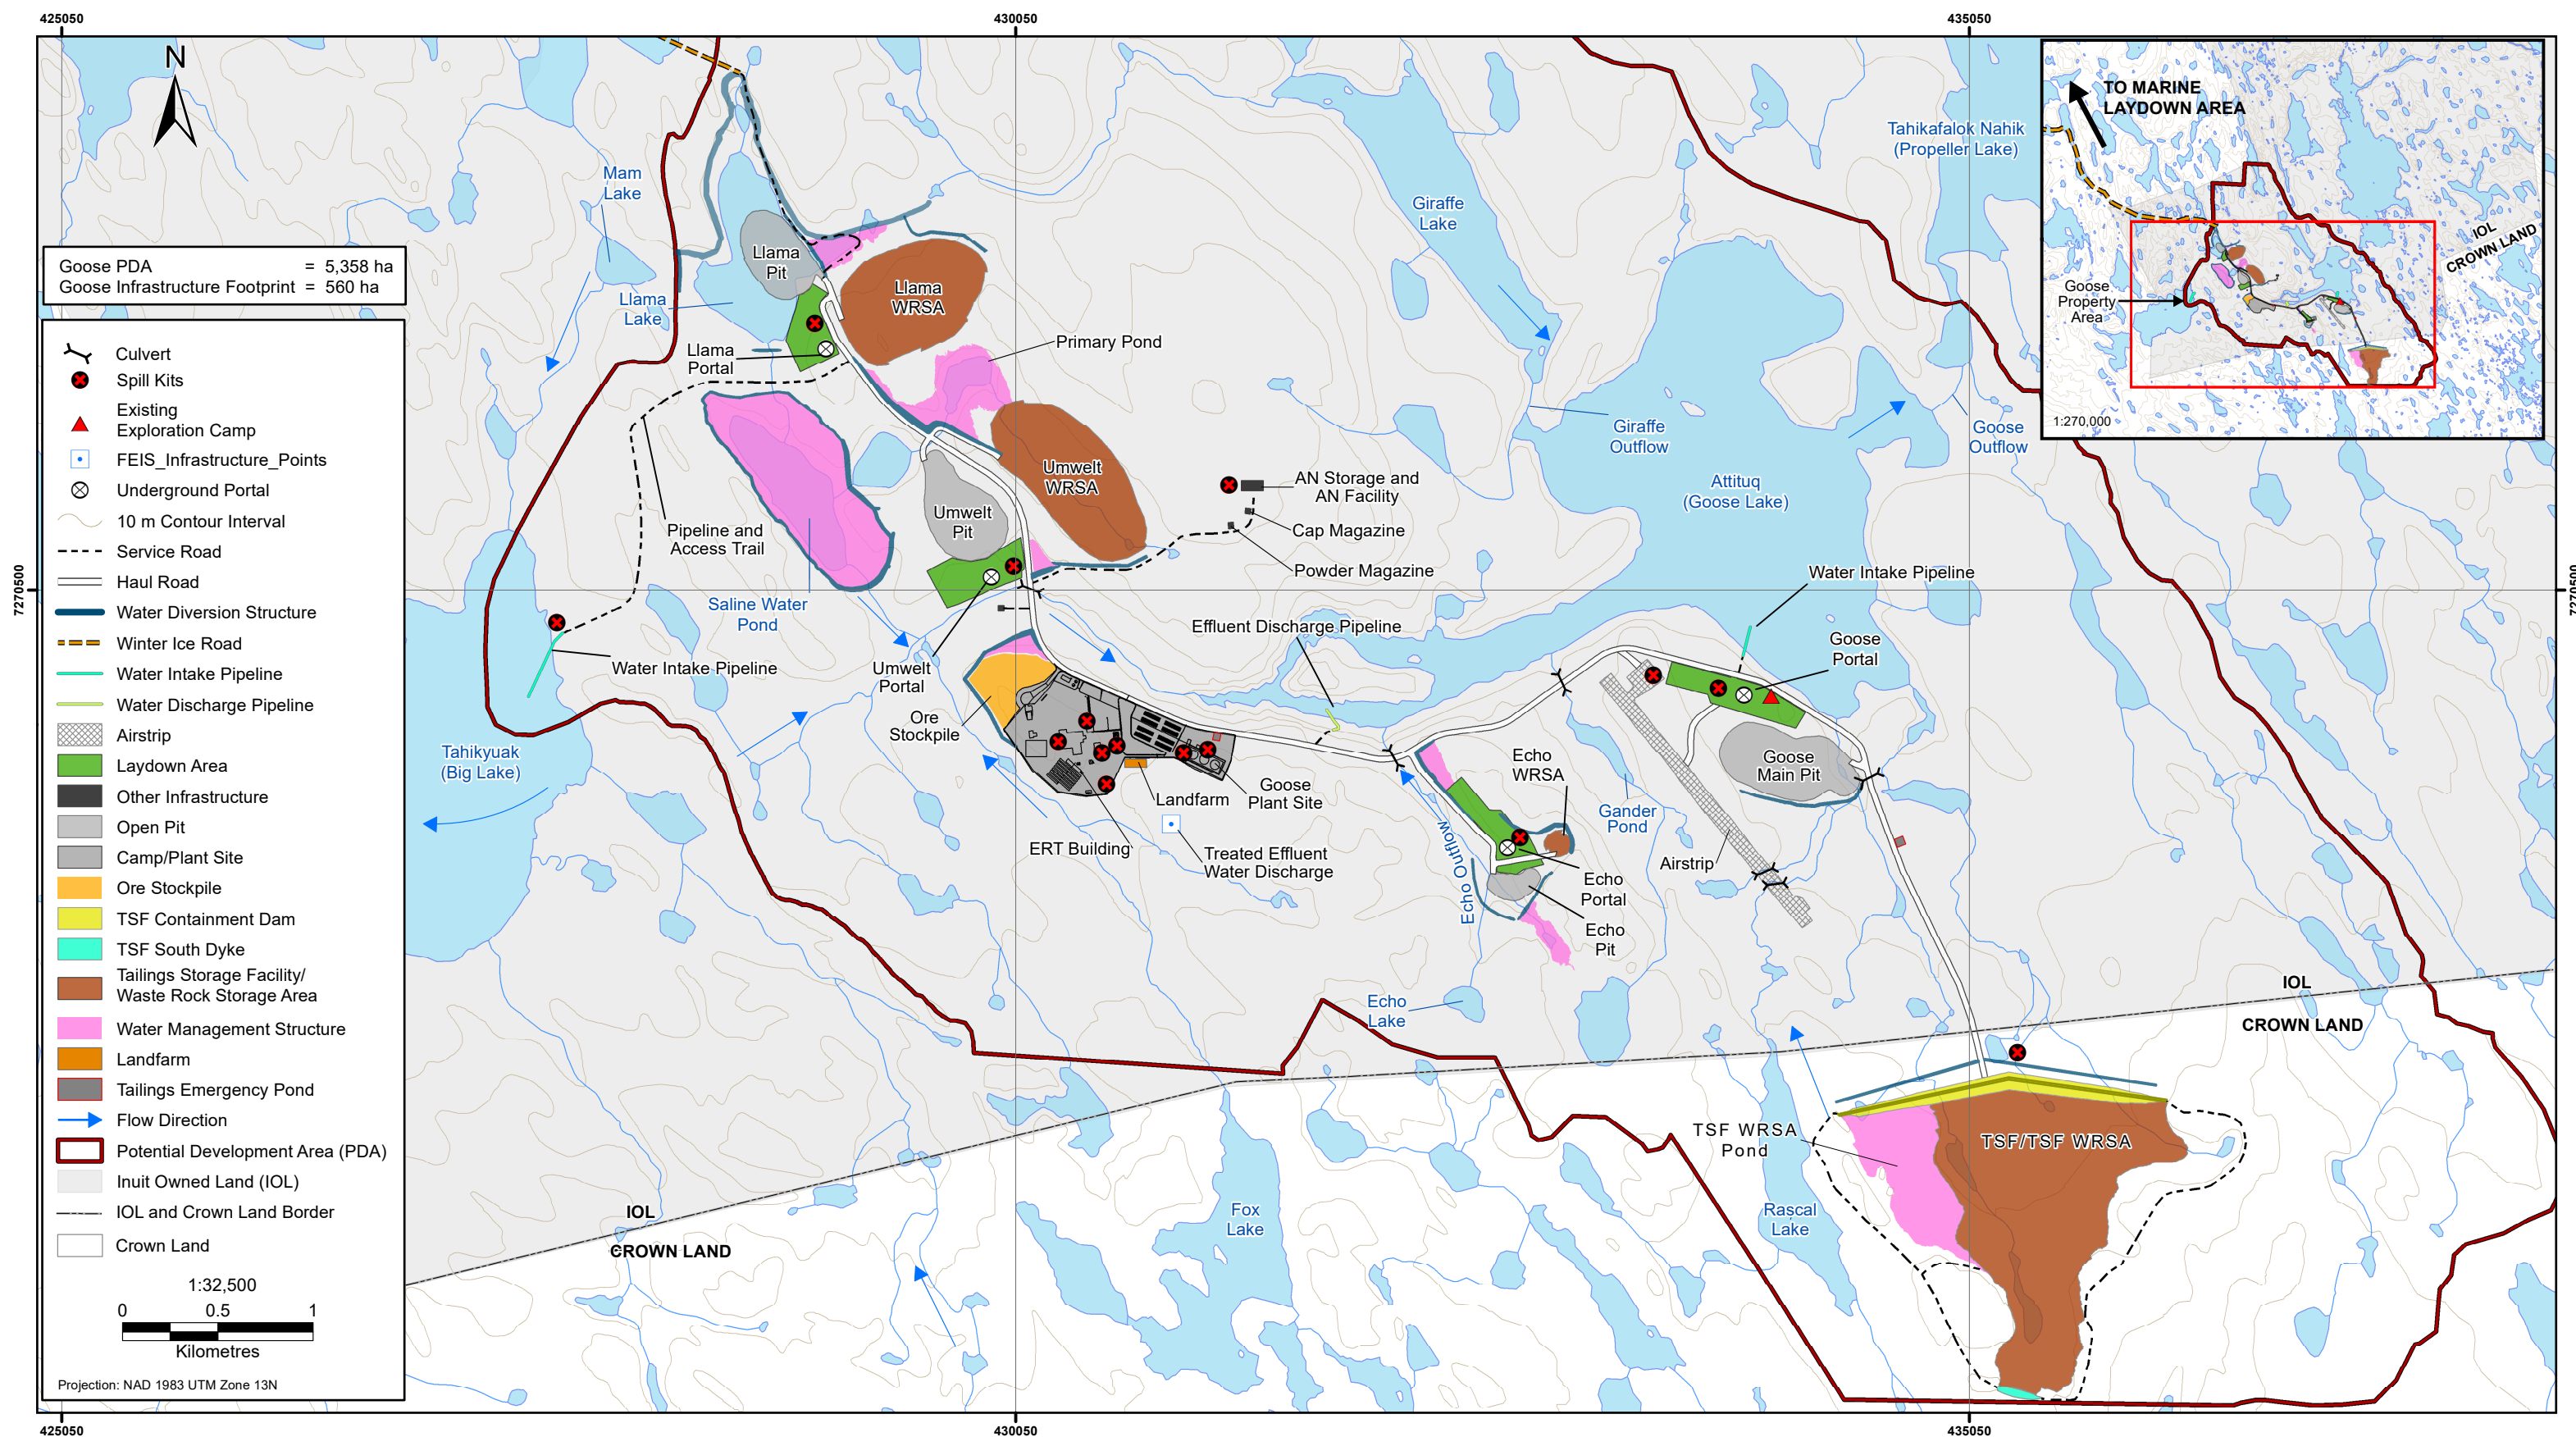 425050
430050
435050
N
Goose PDA = 5,358 ha
Goose Infrastructure Footprint = 560 ha
Culvert
Spill Kits
Existing
Exploration Camp
FEIS_Infrastructure_Points
Underground Portal
10 m Contour Interval
Service Road
Haul Road
Water Diversion Structure
Winter Ice Road
Water Intake Pipeline
Water Discharge Pipeline
Airstrip
Laydown Area
Other Infrastructure
Open Pit
Camp/Plant Site
Ore Stockpile
TSF Containment Dam
TSF South Dyke
Tailings Storage Facility/
Waste Rock Storage Area
Water Management Structure
Landfarm
Tailings Emergency Pond
Flow Direction
Potential Development Area (PDA)
Inuit Owned Land (IOL)
IOL and Crown Land Border
Crown Land
1:32,500
0 0.5 1
Kilometres
Projection: NAD 1983 UTM Zone 13N
7270500
Mam
Lake
Llama
Lake
Llama
Pit
Llama
WRSA
Llama
Portal
Primary Pond
Umwelt
WRSA
Umwelt
Pit
Pipeline and
Access Trail
AN Storage and
AN Facility
Cap Magazine
Powder Magazine
Saline Water
Pond
Water Intake Pipeline
Umwelt
Portal
Ore
Stockpile
Tahikyuak
(Big Lake)
Effluent Discharge Pipeline
Goose
Plant Site
Landfarm
ERT Building
Treated Effluent
Water Discharge
Giraffe
Lake
Tahikafalok Nahik
(Propeller Lake)
Giraffe
Outflow
Goose
Outflow
Attituq
(Goose Lake)
Water Intake Pipeline
Goose
Portal
Goose
Main Pit
Echo
WRSA
Gander
Pond
Airstrip
Echo Outflow
Echo
Portal
Echo
Pit
Echo
Lake
IOL
CROWN LAND
TSF WRSA
Pond
TSF/TSF WRSA
Rascal
Lake
Fox
Lake
IOL
CROWN LAND
TO MARINE
LAYDOWN AREA
IOL
CROWN LAND
Goose
Property
Area
1:270,000
7270500
425050
430050
435050